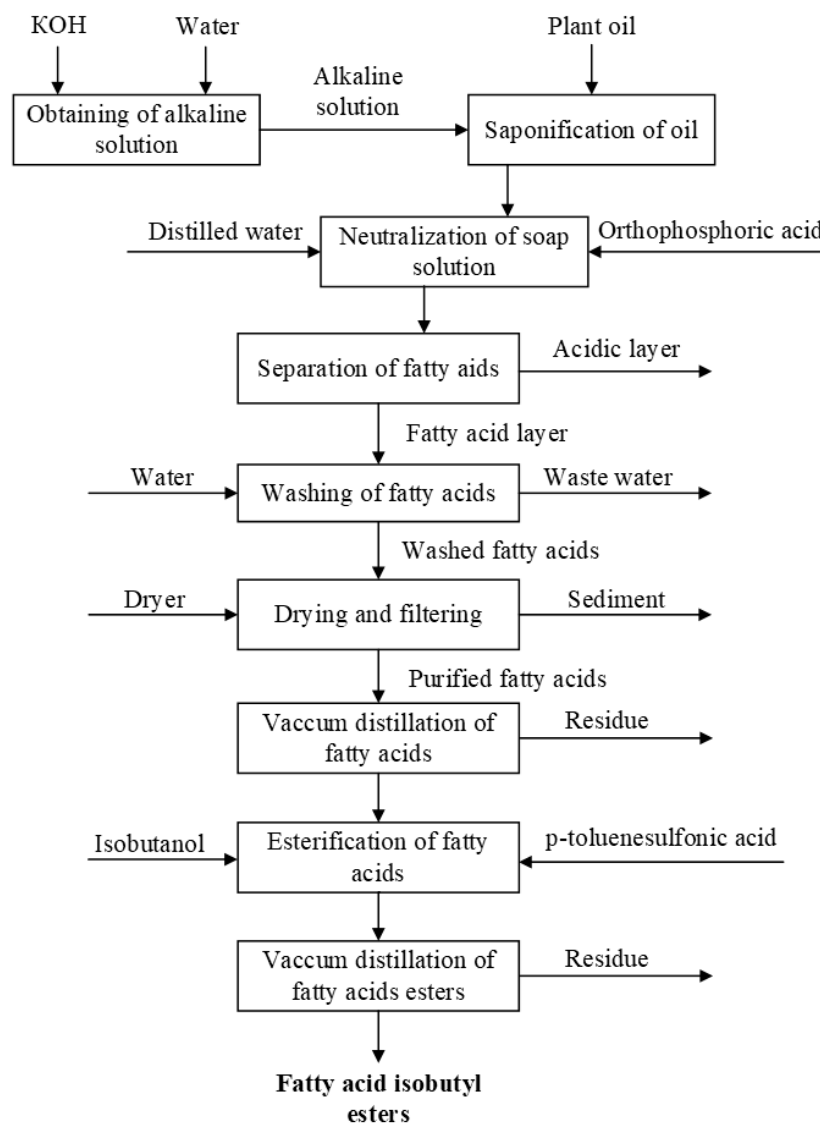 KOH
Water
Plant oil
Alkaline
solution
Obtaining of alkaline
solution
Saponification of oil
Distilled water
Neutralization of soap
solution
Orthophosphoric acid
Separation of fatty aids
Acidic layer
Fatty acid layer
Water
Washing of fatty acids
Waste water
Washed fatty acids
Dryer
Drying and filtering
Sediment
Purified fatty acids
Vaccum distillation of
fatty acids
Residue
Isobutanol
Esterification of fatty
acids
p-toluenesulfonic acid
Vaccum distillation of
fatty acids esters
Residue
Fatty acid isobutyl
esters